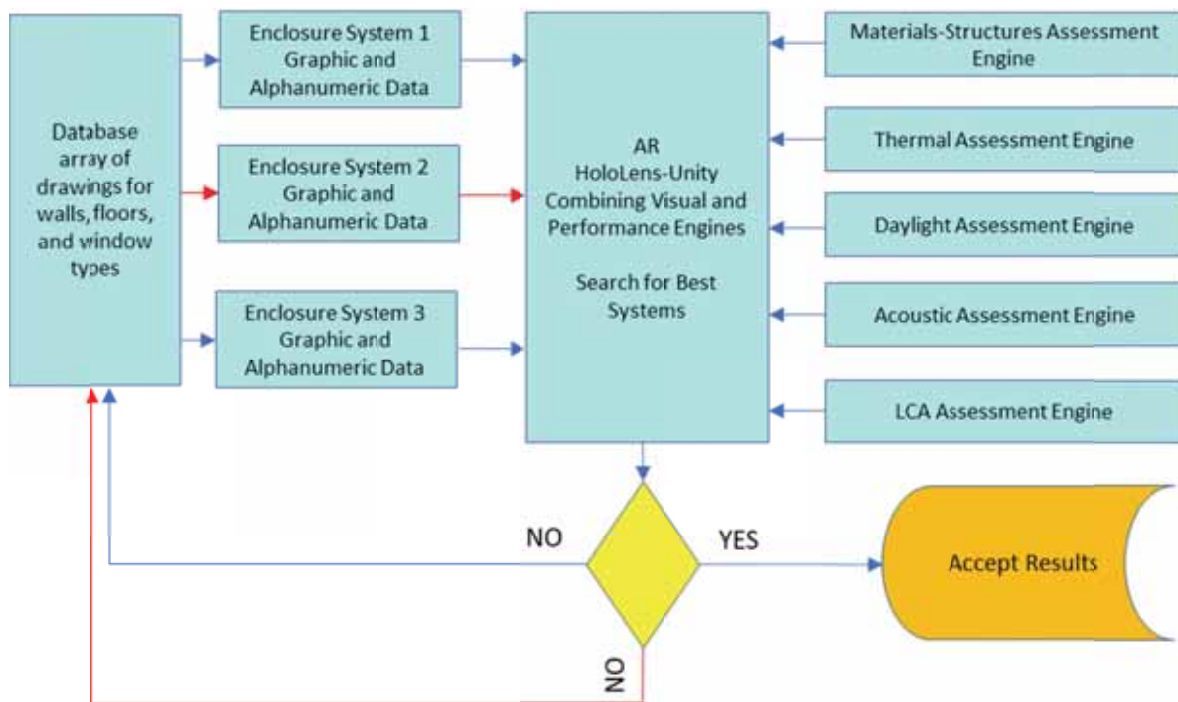 Database
array of
drawings for
walls, floors,
and window
types
Enclosure System 1
Graphic and
Alphanumeric Data
Enclosure System 2
Graphic and
Alphanumeric Data
Enclosure System 3
Graphic and
Alphanumeric Data
AR
HoloLens-Unity
Combining Visual and
Performance Engines
Search for Best
Systems
Materials-Structures Assessment
Engine
Thermal Assessment Engine
Daylight Assessment Engine
Acoustic Assessment Engine
LCA Assessment Engine
NO
YES
Accept Results
NO